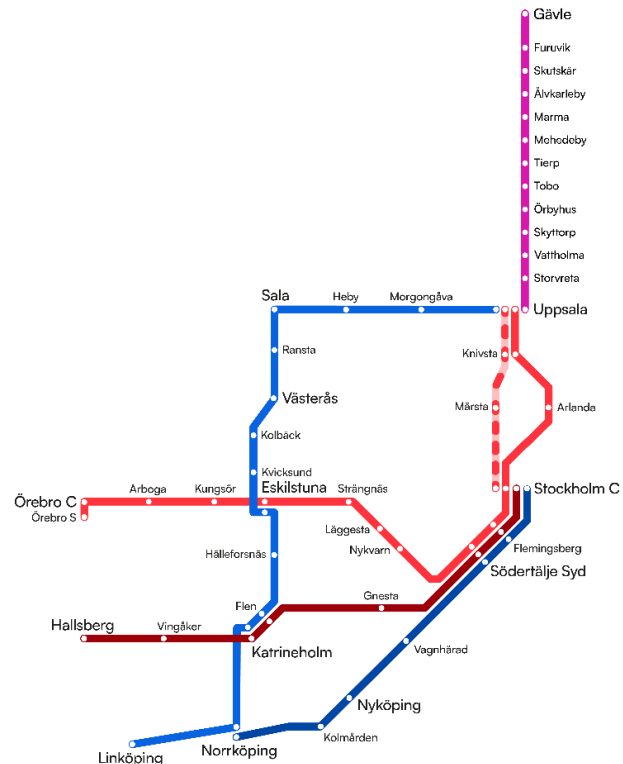 Gävle
Furuvik
Skutskär
Älvkarleby
Marma
Mehedeby
Tierp
Tobo
Örbyhus
Skyttorp
Vattholma
Storvreta
Sala
Heby
Morgongåva
Uppsala
Ransta
Knivsta
Västerås
Mårsta
Arlanda
Kolbäck
Kvicksund
Eskilstuna
Örebro C
Arboga
Kungsör
Strängnäs
Stockholm C
Örebro S
Läggesta
Nykvarn
Flemingsberg
Hälleforsnäs
Södertälje Syd
Gnesta
Flen
Hallsberg
Vingåker
Katrineholm
Vagnhärad
Nyköping
Kolmården
Norrköping
Linköping